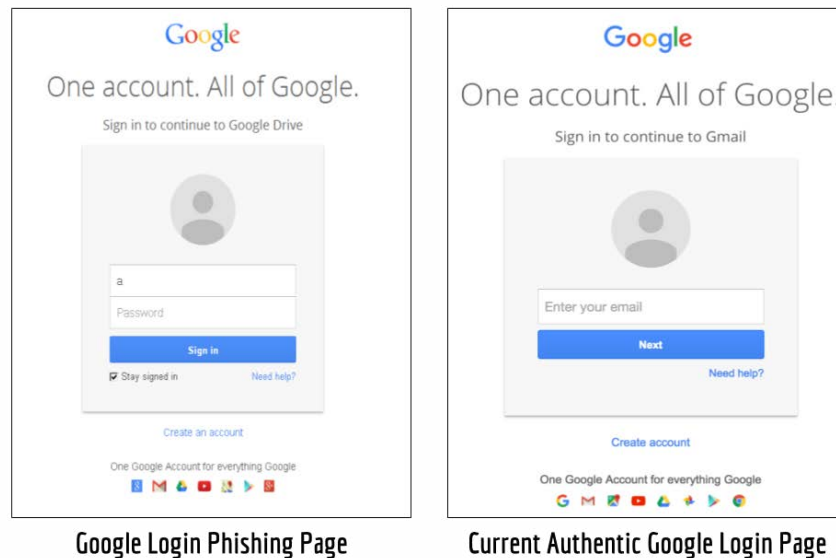 Google
One account. All of Google.
Sign in to continue to Google Drive
a
Password
Sign in
Stay signed in
Need help?
Create an account
One Google Account for everything Google
Google Login Phishing Page
Google
One account. All of Google.
Sign in to continue to Gmail
Enter your email
Next
Need help?
Create account
One Google Account for everything Google
Current Authentic Google Login Page